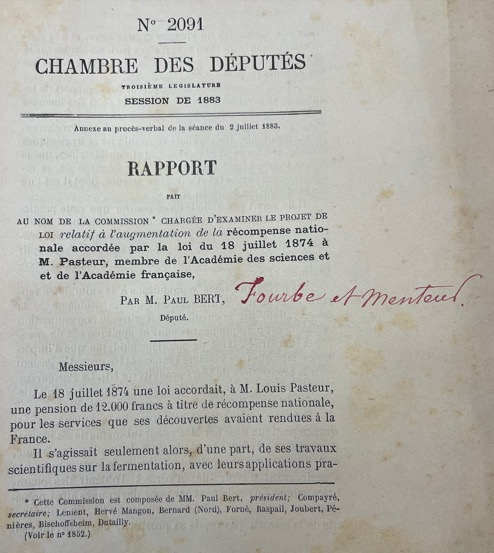 N° 2091
CHAMBRE DES DÉPUTÉS
TROISIÈME LÉGISLATURE
SESSION DE 1883
Annexe au procès-verbal de la séance du 2 juillet 1883.
RAPPORT
FAIT
AU NOM DE LA COMMISSION * CHARGÉE D'EXAMINER LE PROJET DE
LOI relatif à l'augmentation de la récompense natio-
nale accordée par la loi du 18 juillet 1874 à
M. Pasteur, membre de l'Académie des sciences et
et de l'Académie française,
PAR M. PAUL BERT, Fourbe et Menteur.
Député.
Messieurs,
Le 18 juillet 1874 une loi accordait, à M. Louis Pasteur,
une pension de 12.000 francs à titre de récompense nationale,
pour les services que ses découvertes avaient rendues à la
France.
Il s'agissait seulement alors, d'une part, de ses travaux
scientifiques sur la fermentation, avec leurs applications pra-
* Cette Commission est composée de MM. Paul Bert, président; Compayré,
secrétaire; Lenient, Hervé Mangon, Bernard (Nord), Forné, Raspail, Joubert, Pé-
nières, Bischoffsheim, Dutailly.
(Voir le n° 1852.)